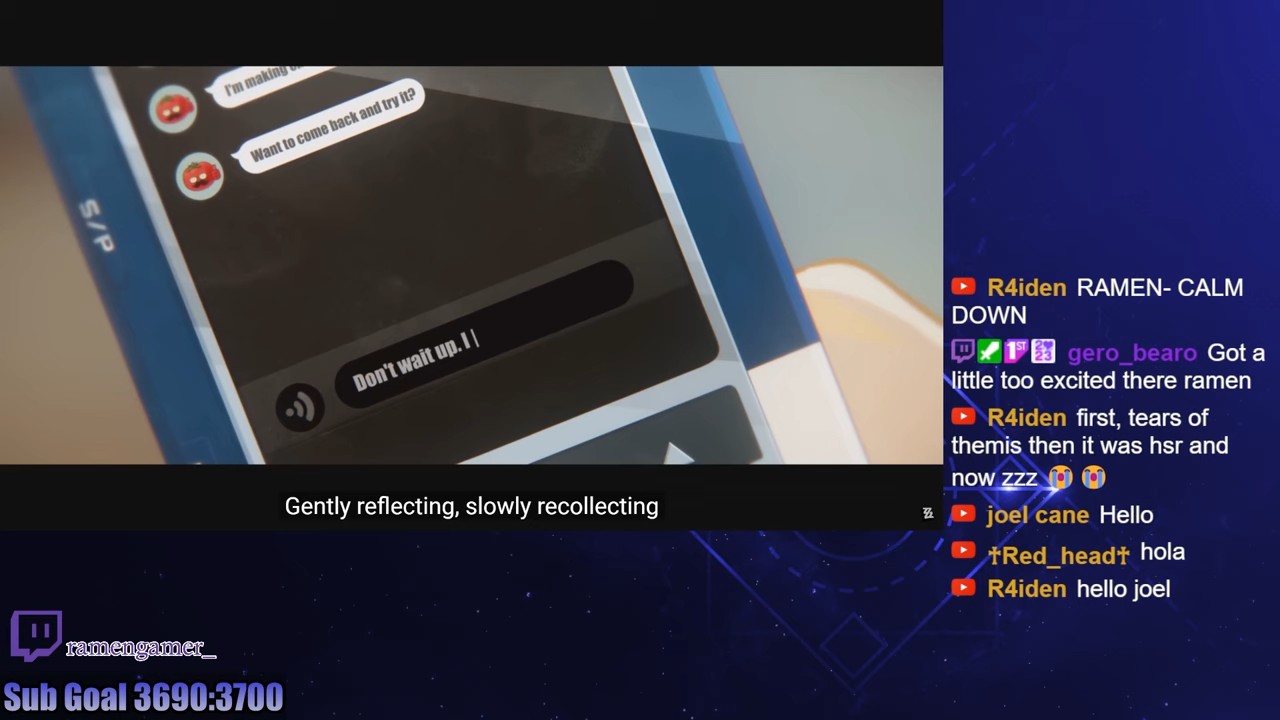 I'm making
Want to come back and try it?
S/P
Don't wait up. I |
Gently reflecting, slowly recollecting
R4iden RAMEN- CALM
DOWN
1ST 2023 gero_bearo Got a
little too excited there ramen
R4iden first, tears of
themis then it was hsr and
now zzz 😭 😭
joel cane Hello
✝Red_head✝ hola
R4iden hello joel
ramengamer_
Sub Goal 3690:3700